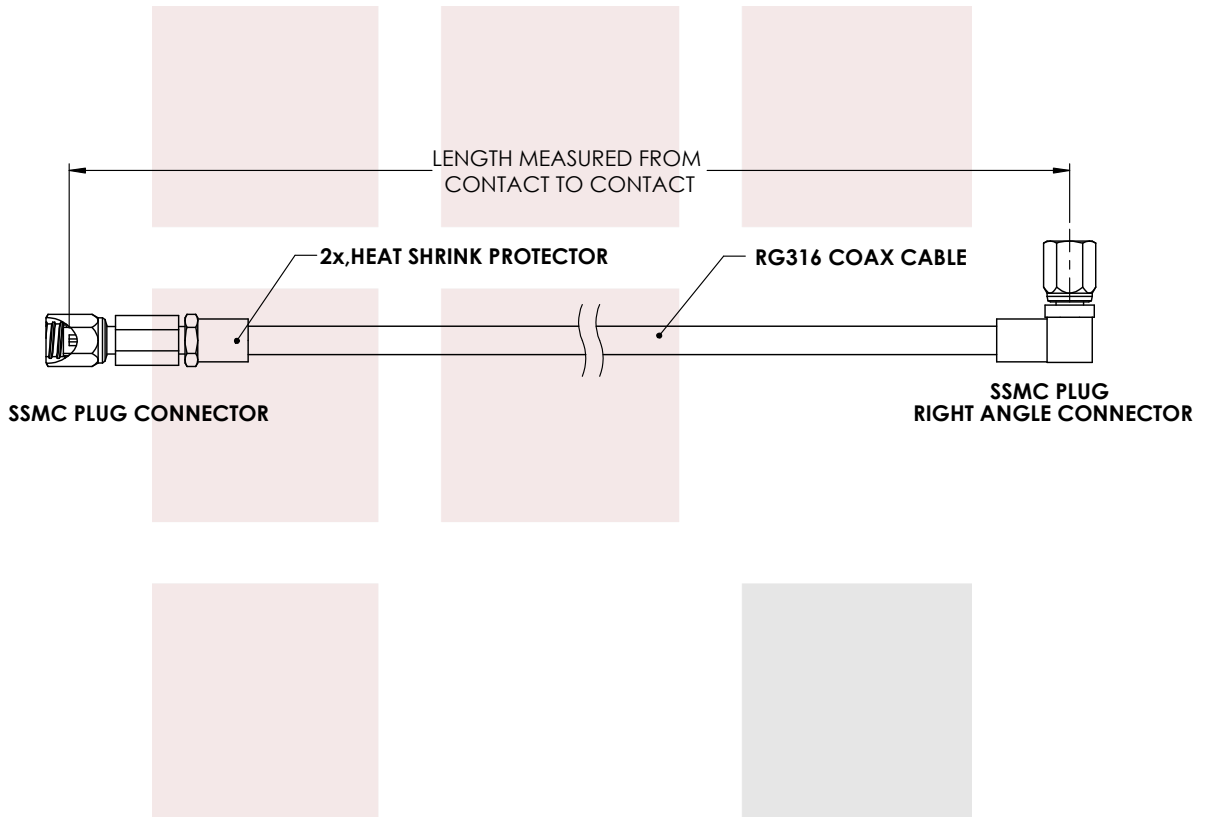 LENGTH MEASURED FROM
CONTACT TO CONTACT
2x,HEAT SHRINK PROTECTOR
RG316 COAX CABLE
SSMC PLUG CONNECTOR
SSMC PLUG
RIGHT ANGLE CONNECTOR